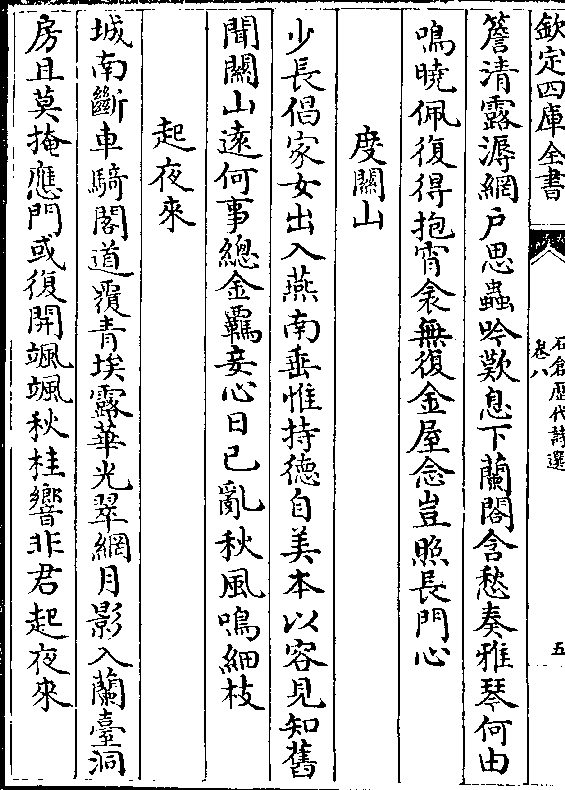 欽定四庫全書
石倉歴代詩選
卷八
五
簷清露溽網戶思蟲吟歎息下蘭閣含愁奏雅琴何由
鳴曉佩復得抱宵衾無復金屋念豈照長門心
度關山
少長倡家女出入燕南垂惟持德自美本以容見知舊
聞關山逺何事總金羈妾心日已亂秋風鳴細枝
起夜來
城南斷車騎閣道覆青埃露華光翠網月影入蘭臺洞
房且莫掩應門或復開颯颯秋桂響非君起夜來